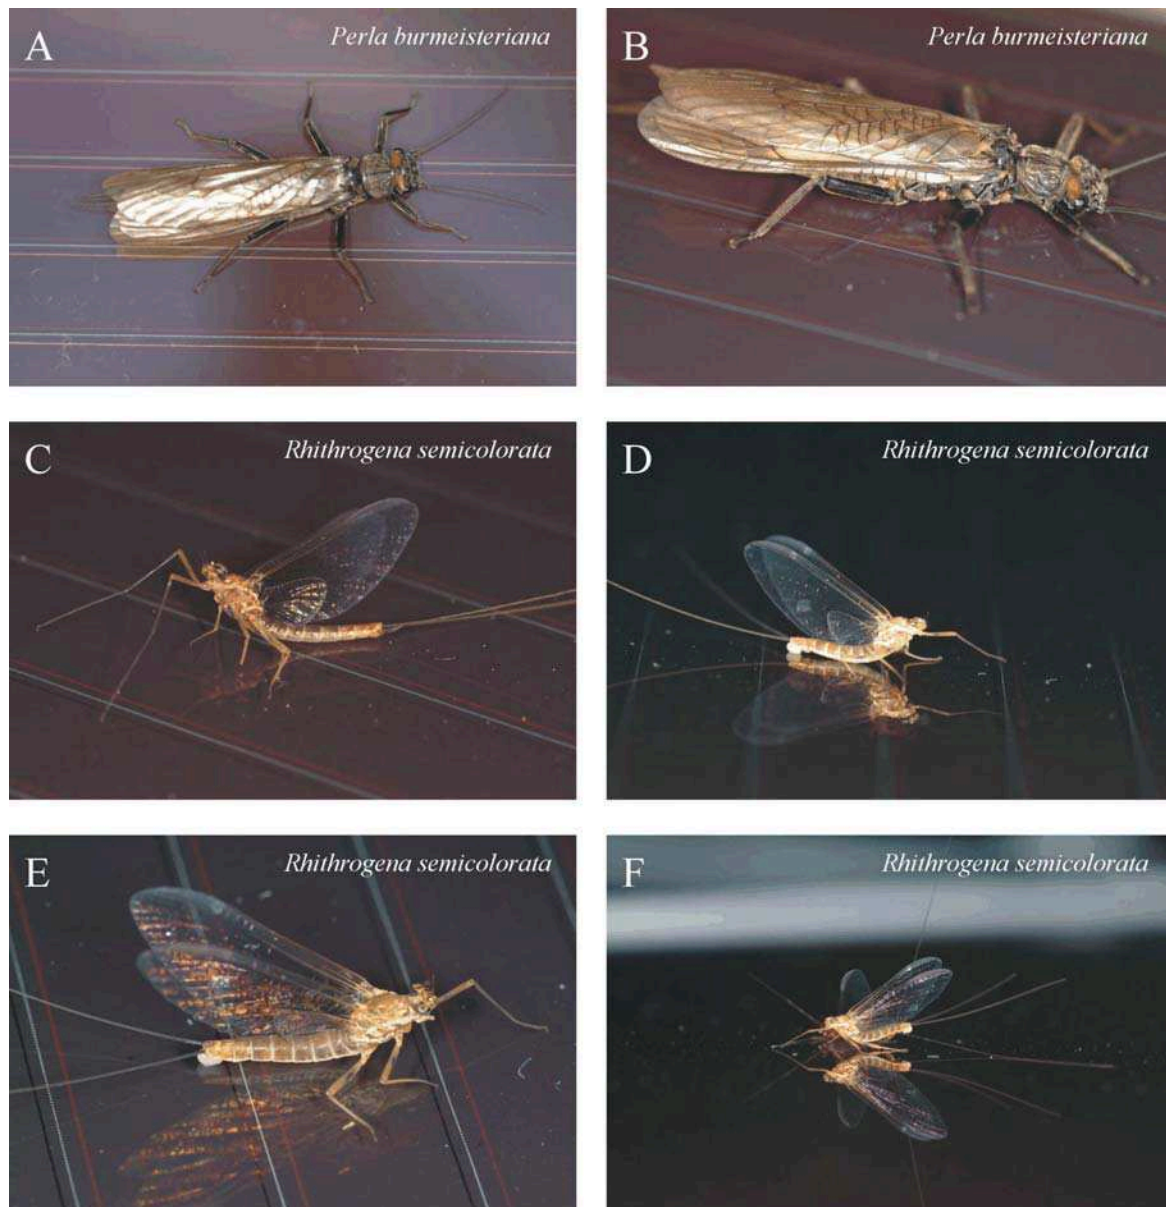 A
Perla burmeisteriana
B
Perla burmeisteriana
C
Rhithrogena semicolorata
D
Rhithrogena semicolorata
E
Rhithrogena semicolorata
F
Rhithrogena semicolorata